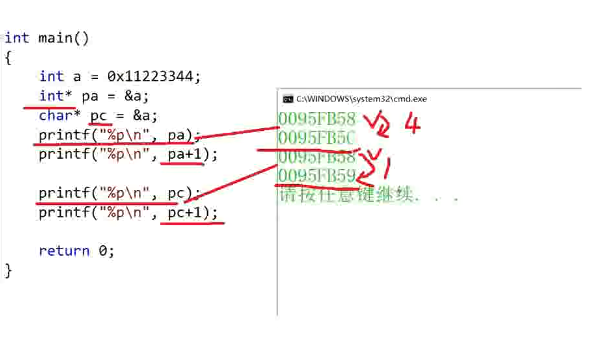 int main()
{
int a = 0x11223344;
int* pa = &a;
char* pc = &a;
printf("%p\n", pa);
printf("%p\n", pa+1);
printf("%p\n", pc);
printf("%p\n", pc+1);
return 0;
}
C:\WINDOWS\system32\cmd.exe
0095FB58
4
0095FB5C
0095FB58
1
0095FB59
请按任意键继续. . .